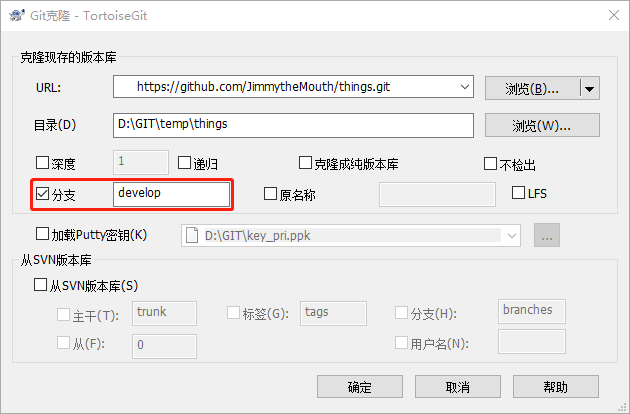 Git克隆 - TortoiseGit
克隆现存的版本库
URL: https://github.com/JimmytheMouth/things.git 浏览(B)...
目录(D) D:\GIT\temp\things 浏览(W)...
深度 1 递归 克隆成纯版本库 不检出
分支 develop 原名称 LFS
加载Putty密钥(K) D:\GIT\key_pri.ppk ...
从SVN版本库
从SVN版本库(S)
主干(T): trunk 标签(G): tags 分支(H): branches
从(F): 0 用户名(N):
确定 取消 帮助